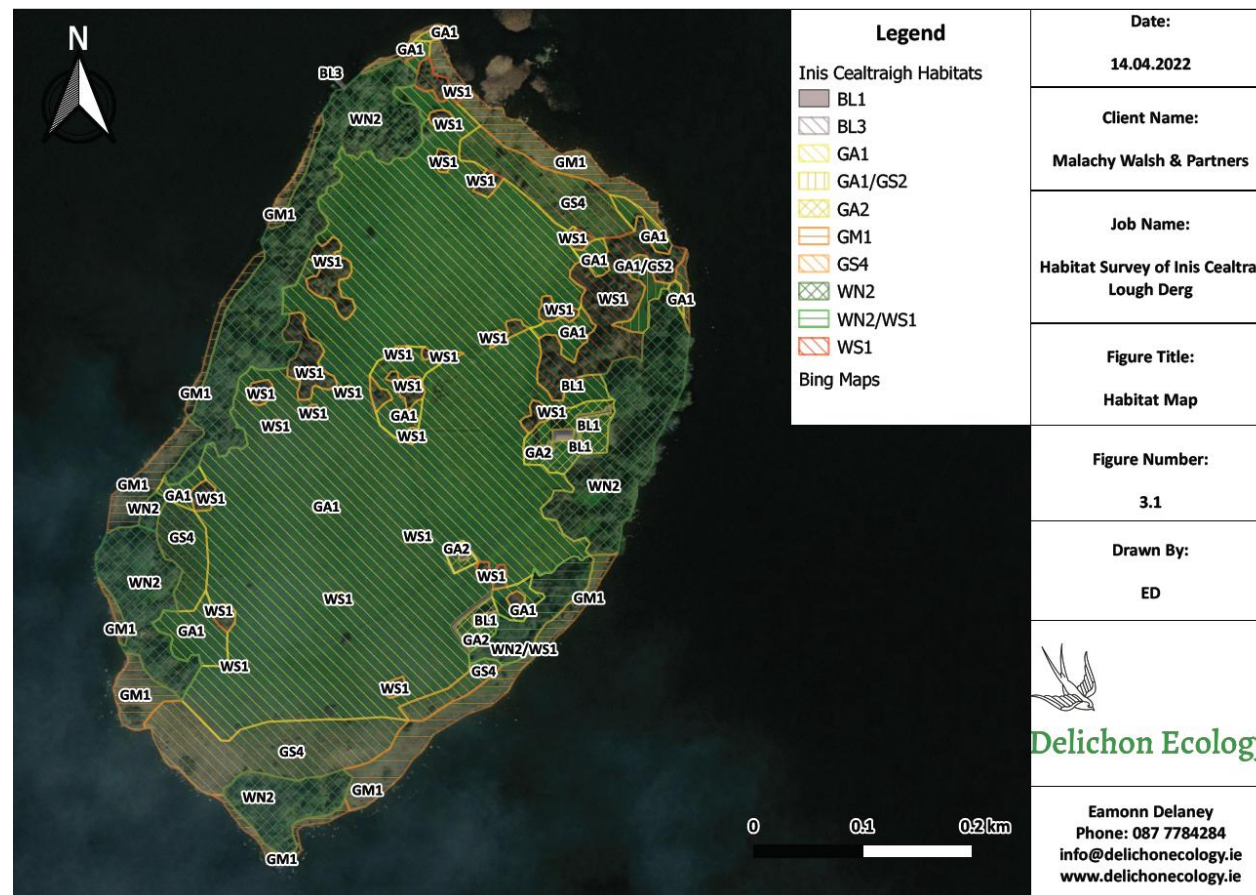 N
GA1
GA1
BL3
WS1
WN2
WS1
WS1
GM1
WS1
GS4
GM1
WS1
GA1
GA1
WS1
GA1/GS2
WS1
GA1
WS1
WS1
GA1
WS1
WS1
WS1
WS1
BL1
WS1
WS1
GM1
WS1
GA1
WS1
WS1
BL1
WS1
WS1
GA2
BL1
GM1
GA1
WS1
WN2
WN2
GA1
GS4
WS1
GA2
WN2
WS1
WS1
GA1
GM1
WS1
BL1
GM1
GA1
GA2
WN2/WS1
WS1
GS4
GM1
WS1
GS4
GM1
WN2
GM1
0 0.1 0.2 km
Legend
Inis Cealtraigh Habitats
BL1
BL3
GA1
GA1/GS2
GA2
GM1
GS4
WN2
WN2/WS1
WS1
Bing Maps
Date:
14.04.2022
Client Name:
Malachy Walsh & Partners
Job Name:
Habitat Survey of Inis Cealtra
Lough Derg
Figure Title:
Habitat Map
Figure Number:
3.1
Drawn By:
ED
Delichon Ecology
Eamonn Delaney
Phone: 087 7784284
info@delichonecology.ie
www.delichonecology.ie